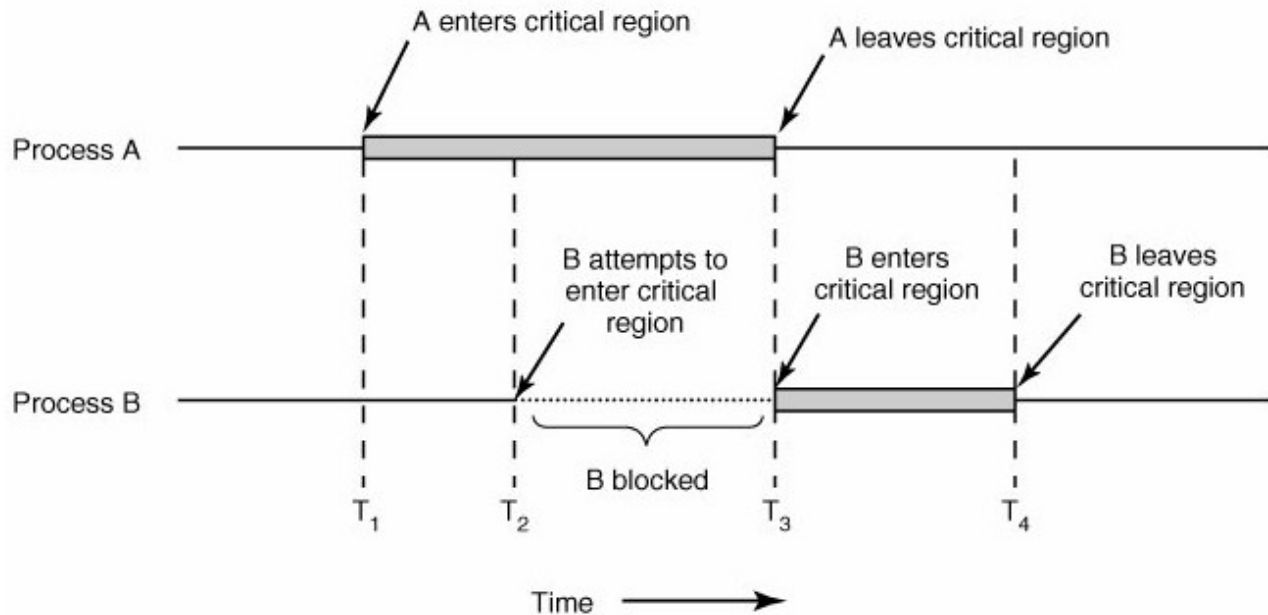 A enters critical region
A leaves critical region
Process A
B attempts to
enter critical
region
B enters
critical region
B leaves
critical region
Process B
B blocked
T₁
T₂
T₃
T₄
Time